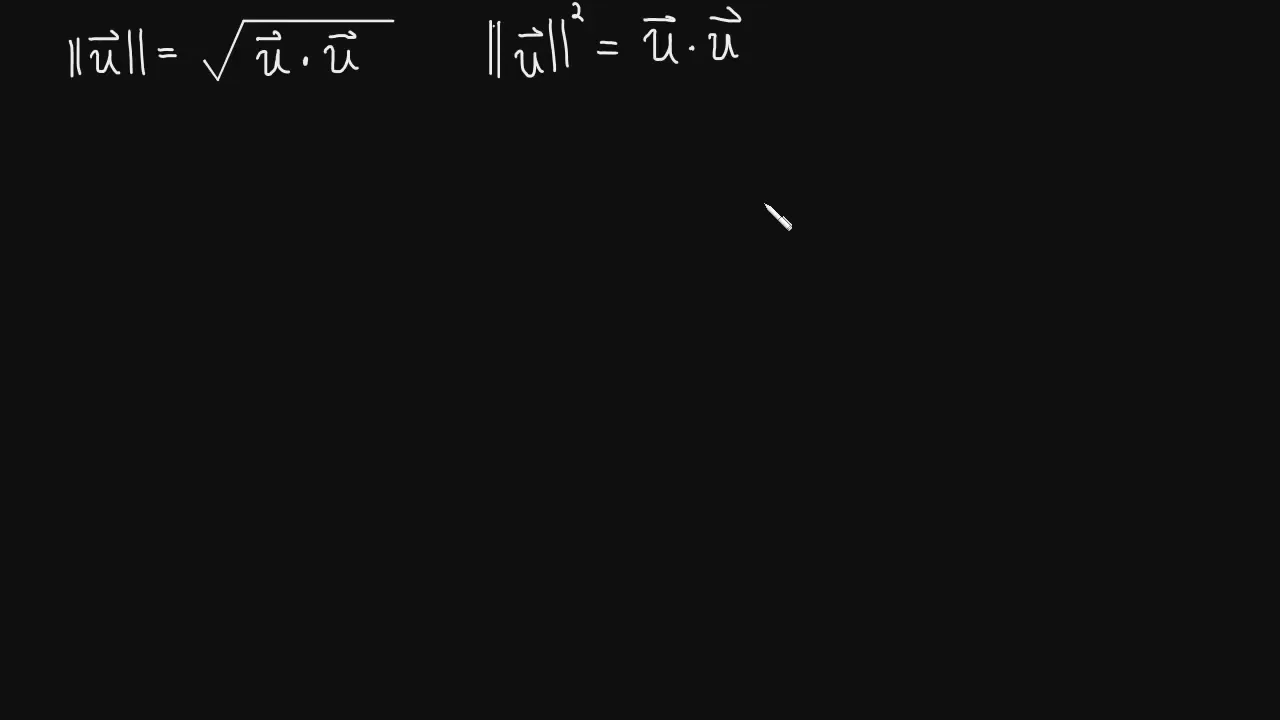 ‖u⃗‖ = √(u⃗ · u⃗)    ‖u⃗‖² = u⃗ · u⃗